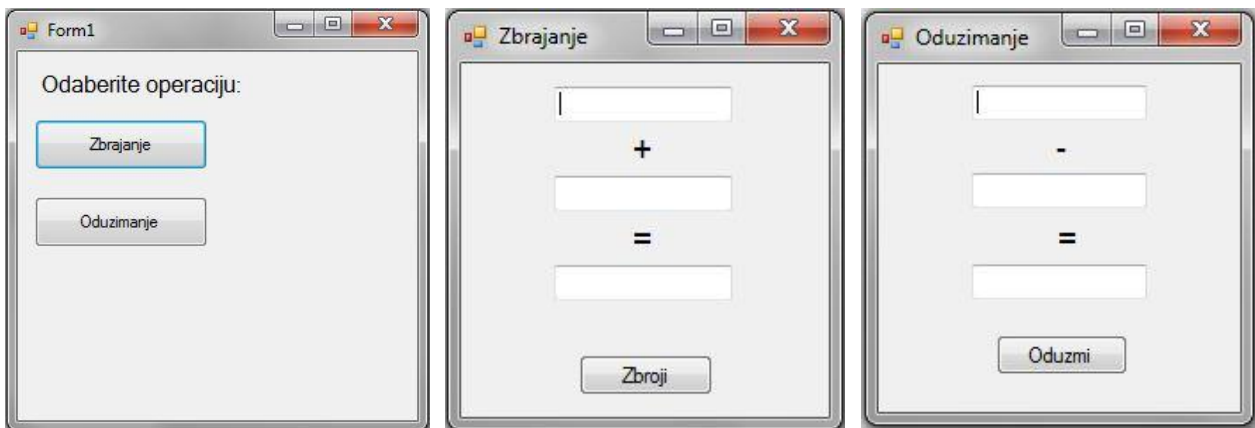 Form1
Odaberite operaciju:
Zbrajanje
Oduzimanje
Zbrajanje
+
=
Zbroji
Oduzimanje
-
=
Oduzmi